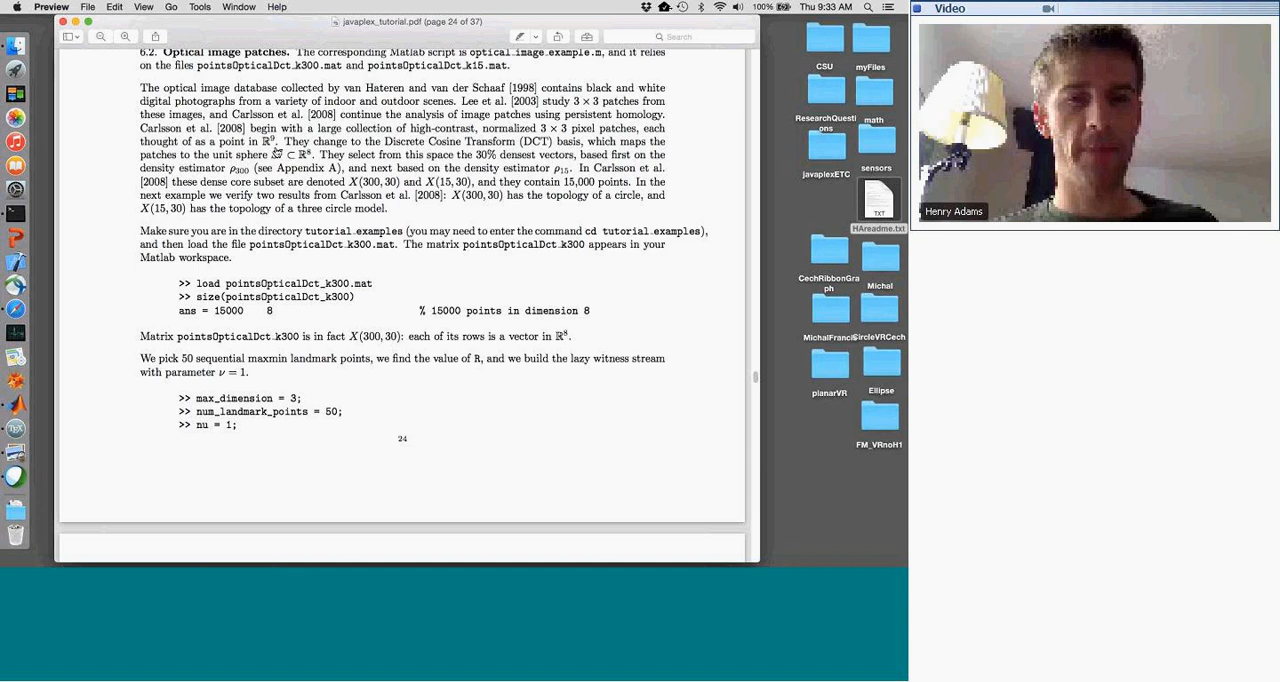 Preview File Edit View Go Tools Window Help
100% Thu 9:33 AM
javaplex_tutorial.pdf (page 24 of 37)
Search
6.2. Optical image patches. The corresponding Matlab script is optical_image_example.m, and it relies
on the files pointsOpticalDct_k300.mat and pointsOpticalDct_k15.mat.
The optical image database collected by van Hateren and van der Schaaf [1998] contains black and white
digital photographs from a variety of indoor and outdoor scenes. Lee et al. [2003] study 3 × 3 patches from
these images, and Carlsson et al. [2008] continue the analysis of image patches using persistent homology.
Carlsson et al. [2008] begin with a large collection of high-contrast, normalized 3 × 3 pixel patches, each
thought of as a point in ℝ⁹. They change to the Discrete Cosine Transform (DCT) basis, which maps the
patches to the unit sphere ⊂ ℝ⁸. They select from this space the 30% densest vectors, based first on the
density estimator ρ₃₀₀ (see Appendix A), and next based on the density estimator ρ₁₅. In Carlsson et al.
[2008] these dense core subset are denoted X(300, 30) and X(15, 30), and they contain 15,000 points. In the
next example we verify two results from Carlsson et al. [2008]: X(300, 30) has the topology of a circle, and
X(15, 30) has the topology of a three circle model.
Make sure you are in the directory tutorial_examples (you may need to enter the command cd tutorial_examples),
and then load the file pointsOpticalDct_k300.mat. The matrix pointsOpticalDct_k300 appears in your
Matlab workspace.
>> load pointsOpticalDct_k300.mat
>> size(pointsOpticalDct_k300)
ans = 15000 8 % 15000 points in dimension 8
Matrix pointsOpticalDct_k300 is in fact X(300, 30): each of its rows is a vector in ℝ⁸.
We pick 50 sequential maxmin landmark points, we find the value of R, and we build the lazy witness stream
with parameter ν = 1.
>> max_dimension = 3;
>> num_landmark_points = 50;
>> nu = 1;
24
CSU
myFiles
ResearchQuesti
ons
math
javaplexETC
sensors
TXT
HAreadme.txt
CechRibbonGra
ph
Michal
MichalFrancis
CircleVRCech
planarVR
Ellipse
FM_VRnoH1
Video
Henry Adams